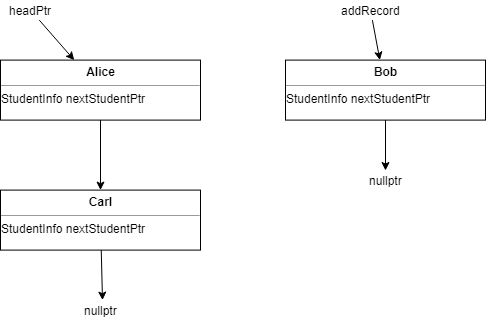 headPtr
addRecord
Alice
StudentInfo nextStudentPtr
Bob
StudentInfo nextStudentPtr
nullptr
Carl
StudentInfo nextStudentPtr
nullptr